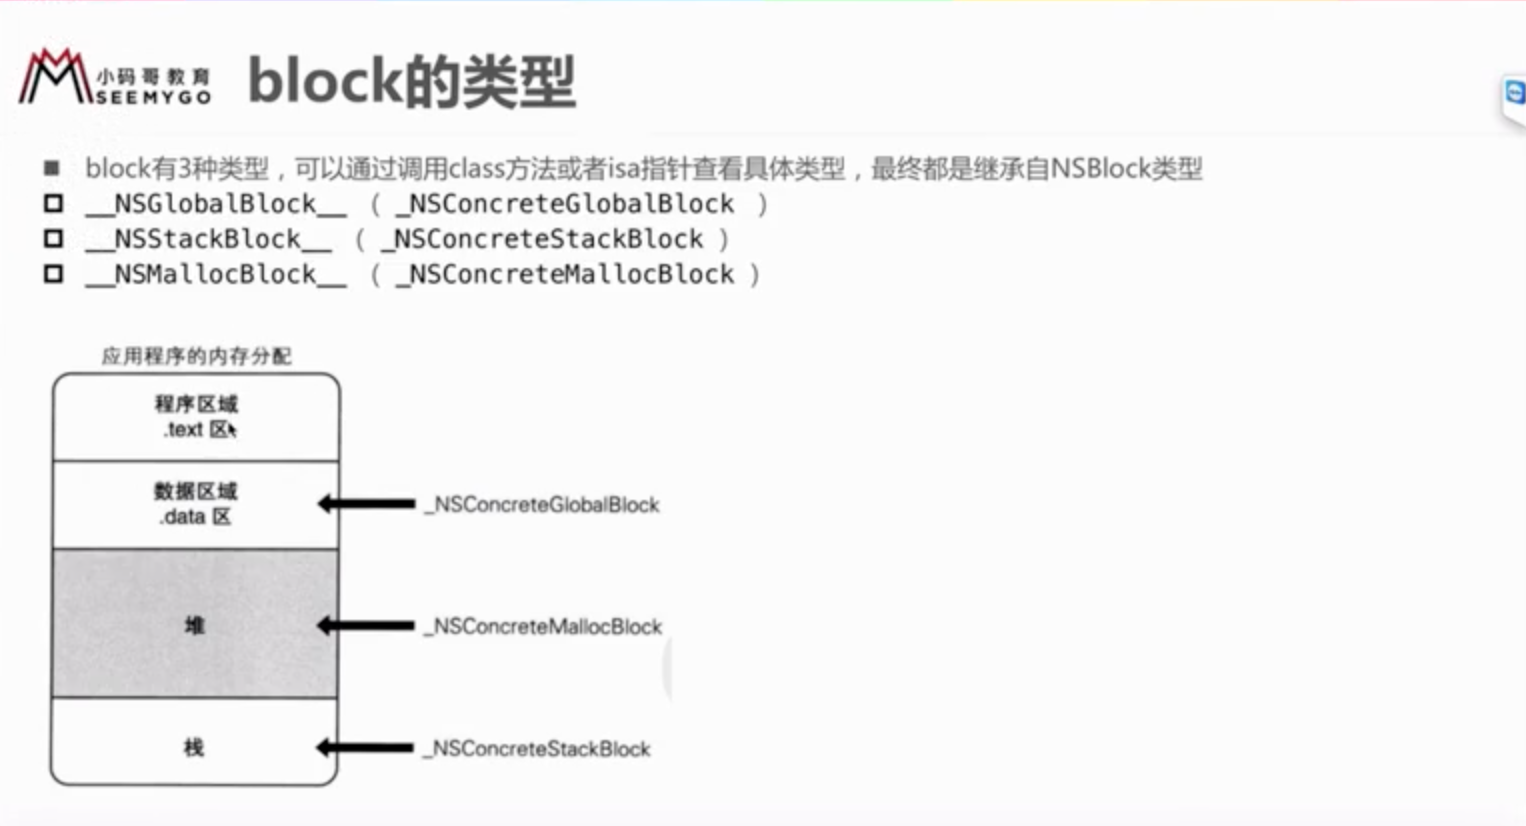 小码哥教育
SEEMYGO
block的类型
block有3种类型，可以通过调用class方法或者isa指针查看具体类型，最终都是继承自NSBlock类型
__NSGlobalBlock__ （ _NSConcreteGlobalBlock ）
__NSStackBlock__ （ _NSConcreteStackBlock ）
__NSMallocBlock__ （ _NSConcreteMallocBlock ）
应用程序的内存分配
程序区域
.text 区
数据区域
.data 区
_NSConcreteGlobalBlock
堆
_NSConcreteMallocBlock
栈
_NSConcreteStackBlock